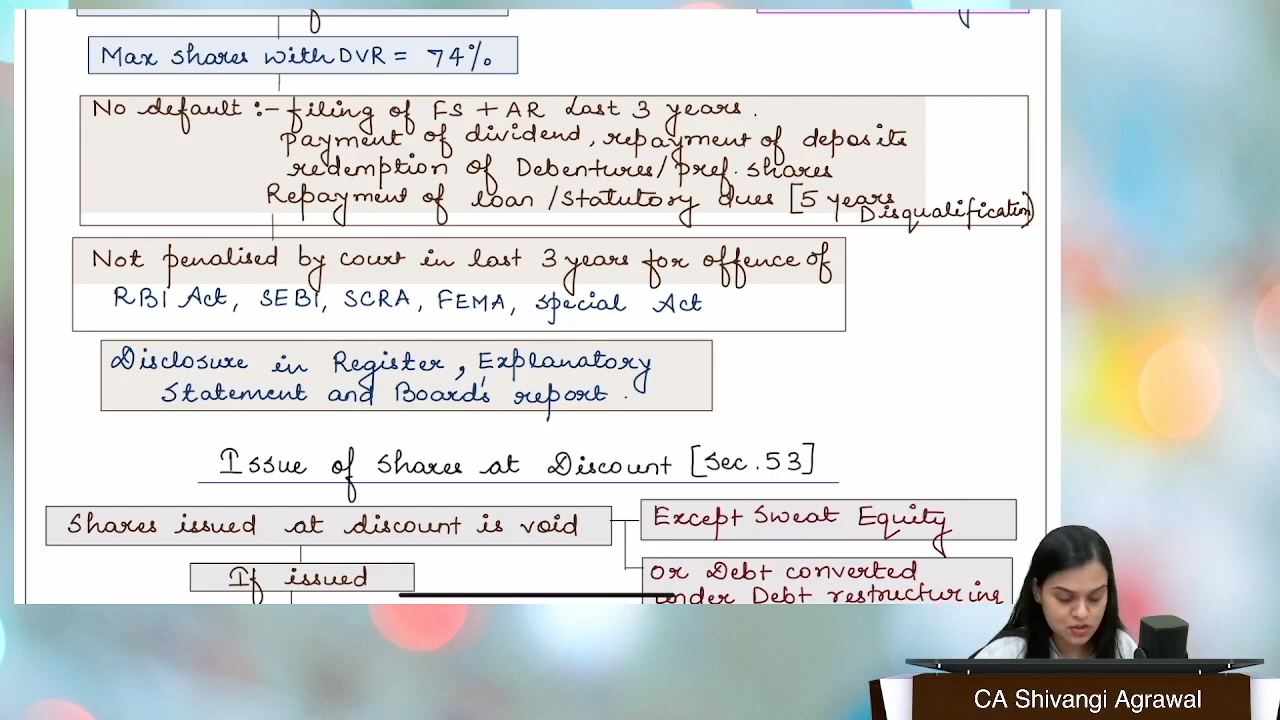 Max shares with DVR = 74%
No default :- filing of FS + AR Last 3 years.
payment of dividend, repayment of deposits
redemption of Debentures/pref. shares
Repayment of loan /Statutory dues [5 years
Disqualification)
Not penalised by court in last 3 years for offence of
RBI Act, SEBI, SCRA, FEMA, special Act
Disclosure in Register, Explanatory
Statement and Board's report.
Issue of shares at Discount [Sec. 53]
Shares issued at discount is void
Except Sweat Equity
If issued
or Debt converted
under Debt restructuring
CA Shivangi Agrawal